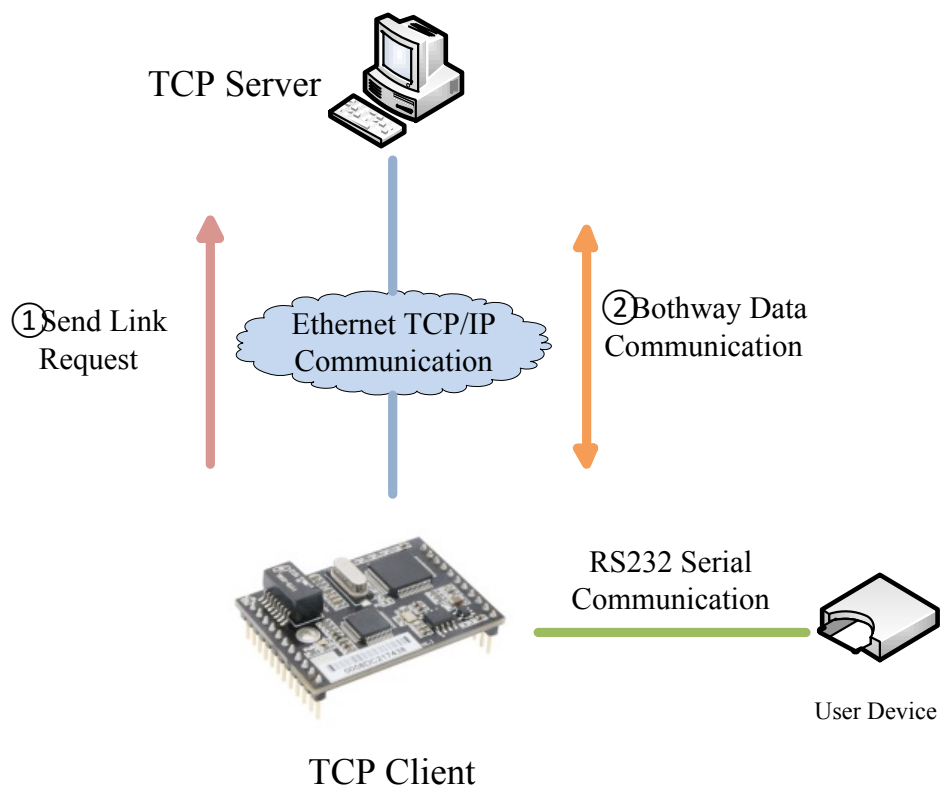 TCP Server
①Send Link
Request
Ethernet TCP/IP
Communication
②Bothway Data
Communication
RS232 Serial
Communication
User Device
TCP Client